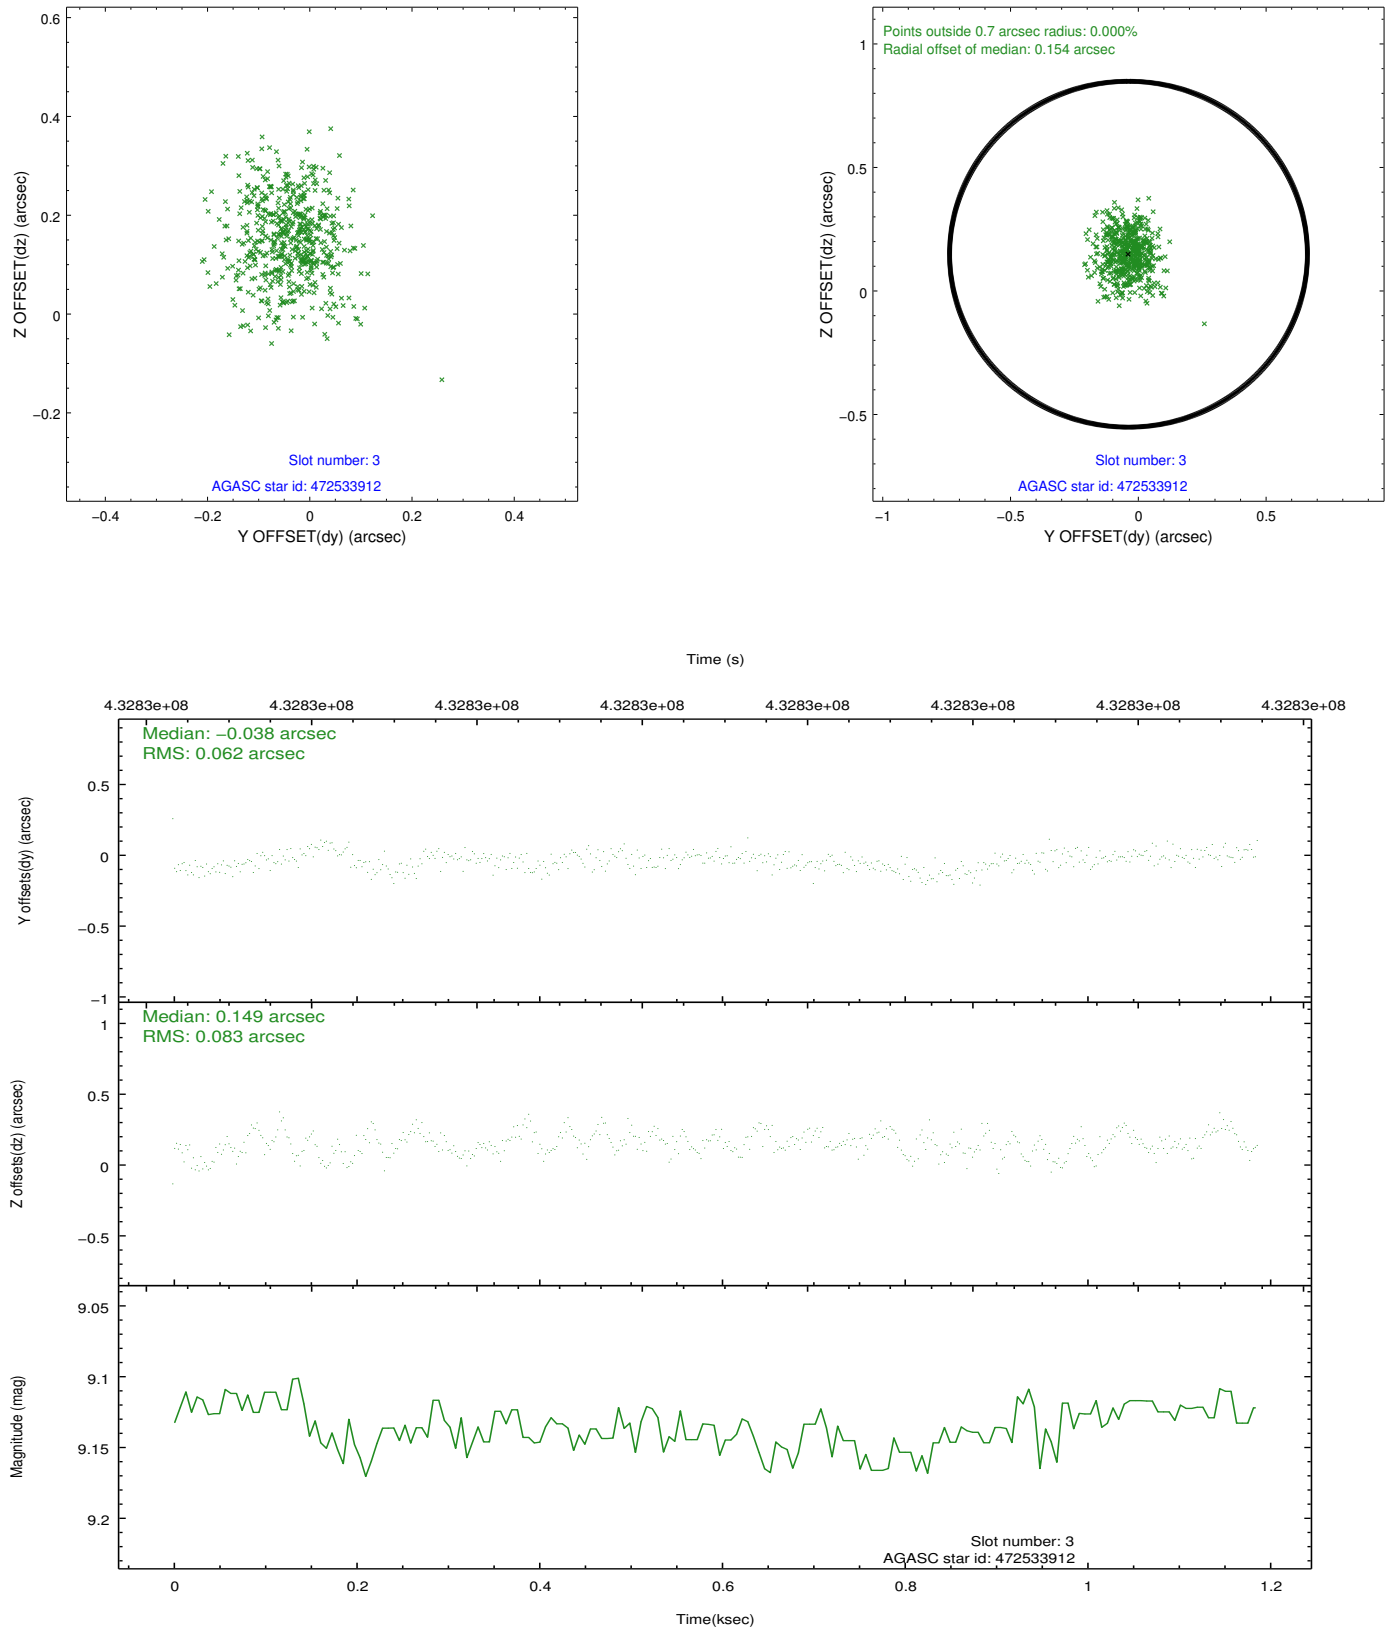 0.6
0.4
0.2
0
−0.2
Z OFFSET(dz) (arcsec)
Slot number: 3
AGASC star id: 472533912
−0.4 −0.2 0 0.2 0.4
Y OFFSET(dy) (arcsec)
Points outside 0.7 arcsec radius: 0.000%
Radial offset of median: 0.154 arcsec
1
0.5
0
−0.5
Z OFFSET(dz) (arcsec)
Slot number: 3
AGASC star id: 472533912
−1 −0.5 0 0.5
Y OFFSET(dy) (arcsec)
Time (s)
4.3283e+08 4.3283e+08 4.3283e+08 4.3283e+08 4.3283e+08 4.3283e+08 4.3283e+08 4.3283e+08
Median: −0.038 arcsec
RMS: 0.062 arcsec
0.5
0
−0.5
−1
Y offsets(dy) (arcsec)
Median: 0.149 arcsec
RMS: 0.083 arcsec
1
0.5
0
−0.5
Z offsets(dz) (arcsec)
9.05
9.1
9.15
9.2
Magnitude (mag)
Slot number: 3
AGASC star id: 472533912
0 0.2 0.4 0.6 0.8 1 1.2
Time(ksec)